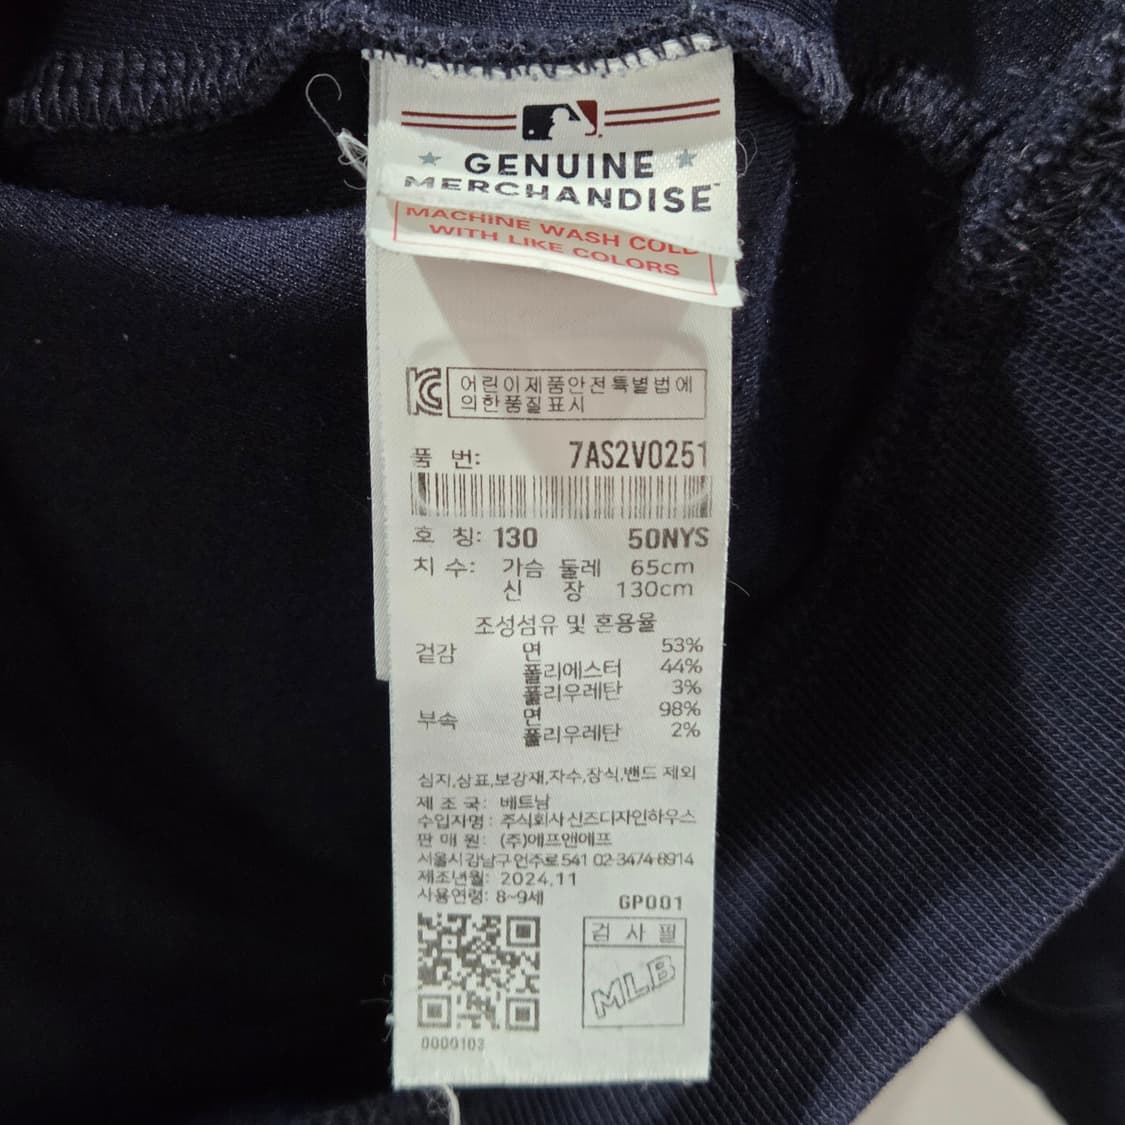 GENUINE
MERCHANDISE™
MACHINE WASH COLD
WITH LIKE COLORS
어린이제품안전특별법에
의한품질표시
품 번: 7AS2V0251
호 칭: 130 50NYS
치 수: 가슴 둘레 65cm
신 장 130cm
조성섬유 및 혼용율
겉감 면 53%
폴리에스터 44%
폴리우레탄 3%
부속 면 98%
폴리우레탄 2%
심지,상표,보강재,자수,장식,밴드 제외
제 조 국: 베트남
수입자명: 주식회사 신즈디자인하우스
판 매 원: (주)에프앤에프
서울시 강남구 언주로 541 02-3474-8914
제조년월: 2024.11
사용연령: 8~9세
GP001
검 사 필
MLB
0000103